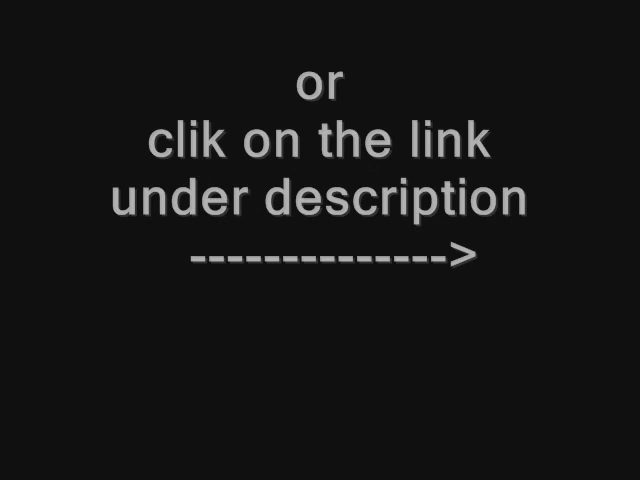 or
clik on the link
under description
-------------->